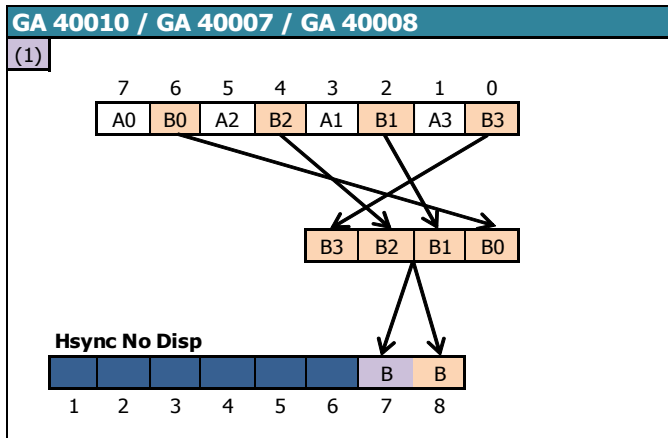 GA 40010 / GA 40007 / GA 40008
(1)
7 6 5 4 3 2 1 0
A0 B0 A2 B2 A1 B1 A3 B3
B3 B2 B1 B0
Hsync No Disp
B B
1 2 3 4 5 6 7 8